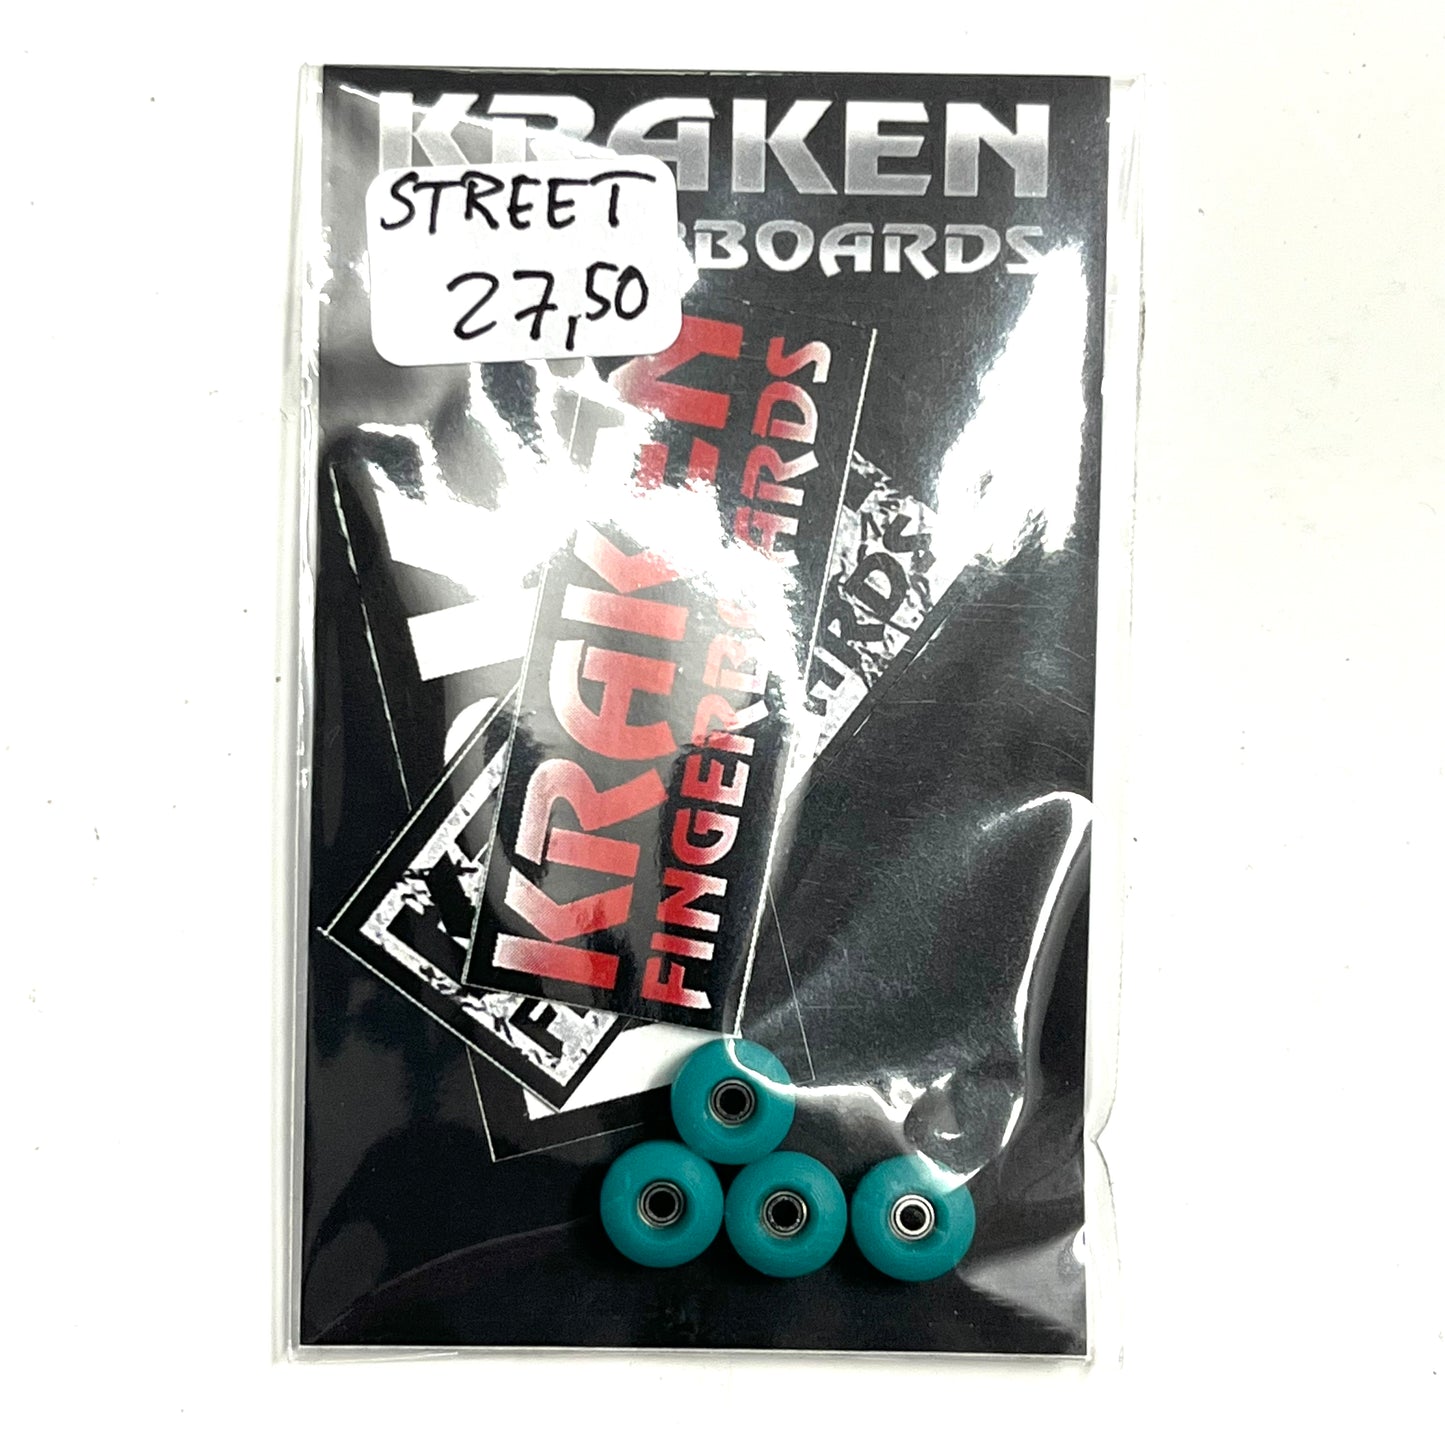 KRAKEN
STREET
BOARDS
27,50
KRAKEN
FINGERBOARDS